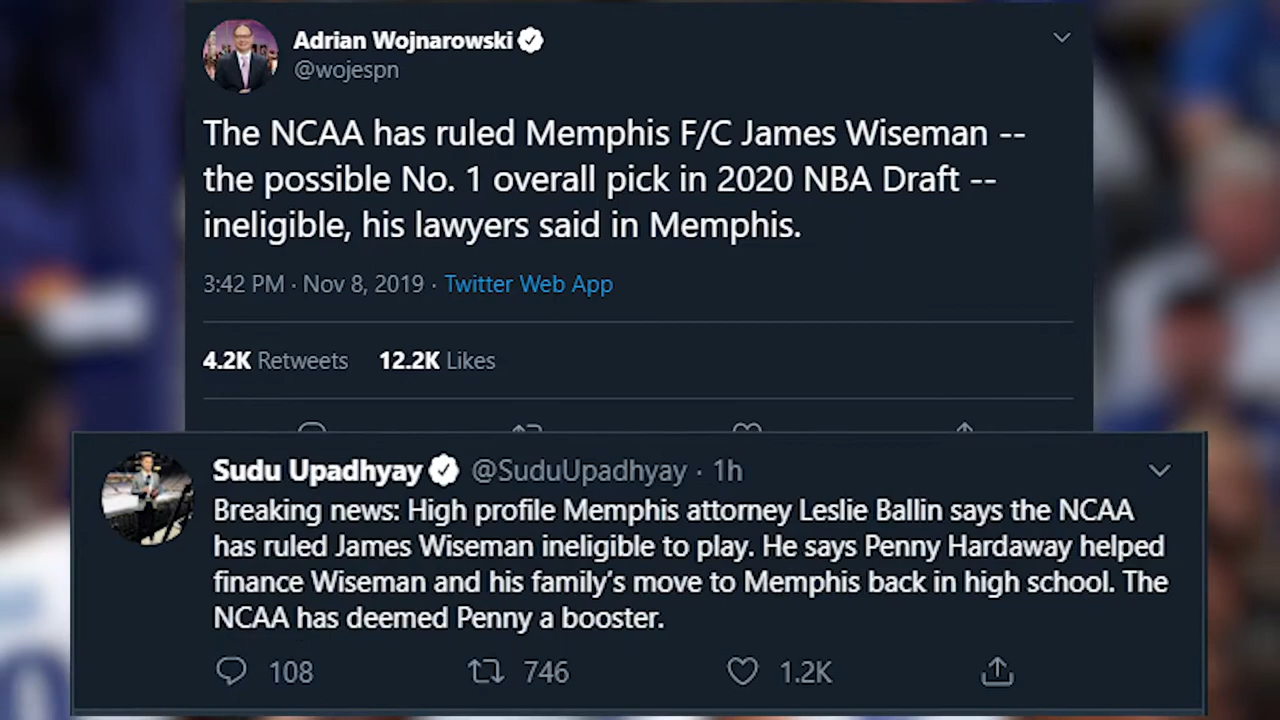 Adrian Wojnarowski
@wojespn
The NCAA has ruled Memphis F/C James Wiseman --
the possible No. 1 overall pick in 2020 NBA Draft --
ineligible, his lawyers said in Memphis.
3:42 PM · Nov 8, 2019 · Twitter Web App
4.2K Retweets 12.2K Likes
Sudu Upadhyay @SuduUpadhyay · 1h
Breaking news: High profile Memphis attorney Leslie Ballin says the NCAA
has ruled James Wiseman ineligible to play. He says Penny Hardaway helped
finance Wiseman and his family’s move to Memphis back in high school. The
NCAA has deemed Penny a booster.
108 746 1.2K